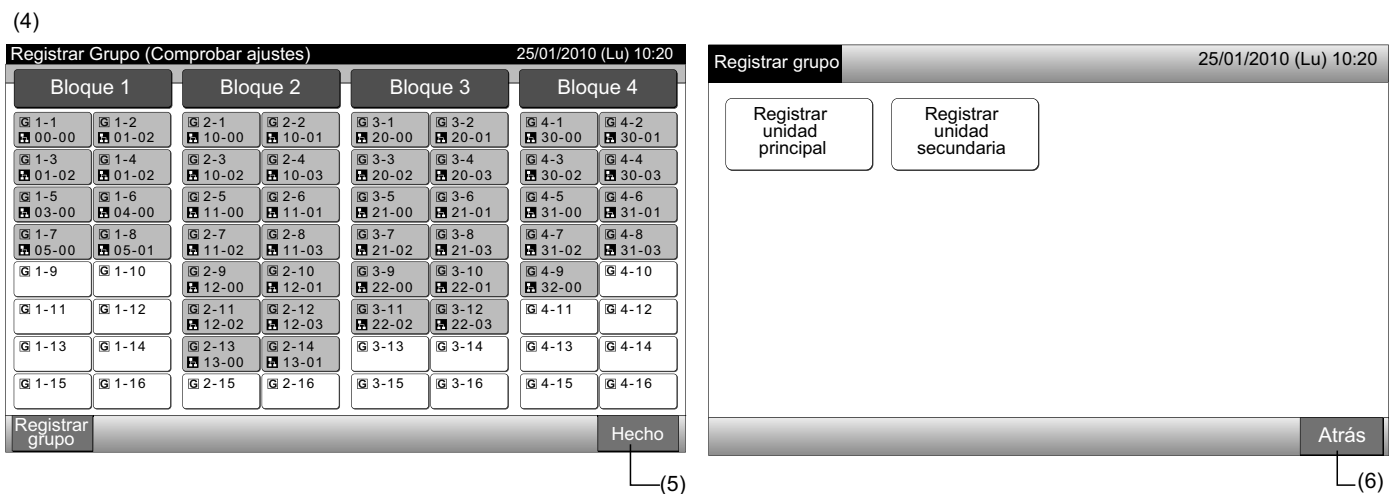 (4)
Registrar Grupo (Comprobar ajustes) 25/01/2010 (Lu) 10:20
Bloque 1 Bloque 2 Bloque 3 Bloque 4
G 1-1 G 1-2 G 2-1 G 2-2 G 3-1 G 3-2 G 4-1 G 4-2
00-00 01-02 10-00 10-01 20-00 20-01 30-00 30-01
G 1-3 G 1-4 G 2-3 G 2-4 G 3-3 G 3-4 G 4-3 G 4-4
01-02 01-02 10-02 10-03 20-02 20-03 30-02 30-03
G 1-5 G 1-6 G 2-5 G 2-6 G 3-5 G 3-6 G 4-5 G 4-6
03-00 04-00 11-00 11-01 21-00 21-01 31-00 31-01
G 1-7 G 1-8 G 2-7 G 2-8 G 3-7 G 3-8 G 4-7 G 4-8
05-00 05-01 11-02 11-03 21-02 21-03 31-02 31-03
G 1-9 G 1-10 G 2-9 G 2-10 G 3-9 G 3-10 G 4-9 G 4-10
12-00 12-01 22-00 22-01 32-00
G 1-11 G 1-12 G 2-11 G 2-12 G 3-11 G 3-12 G 4-11 G 4-12
12-02 12-03 22-02 22-03
G 1-13 G 1-14 G 2-13 G 2-14 G 3-13 G 3-14 G 4-13 G 4-14
13-00 13-01
G 1-15 G 1-16 G 2-15 G 2-16 G 3-15 G 3-16 G 4-15 G 4-16
Registrar
grupo
Hecho
(5)
Registrar grupo 25/01/2010 (Lu) 10:20
Registrar
unidad
principal
Registrar
unidad
secundaria
Atrás
(6)